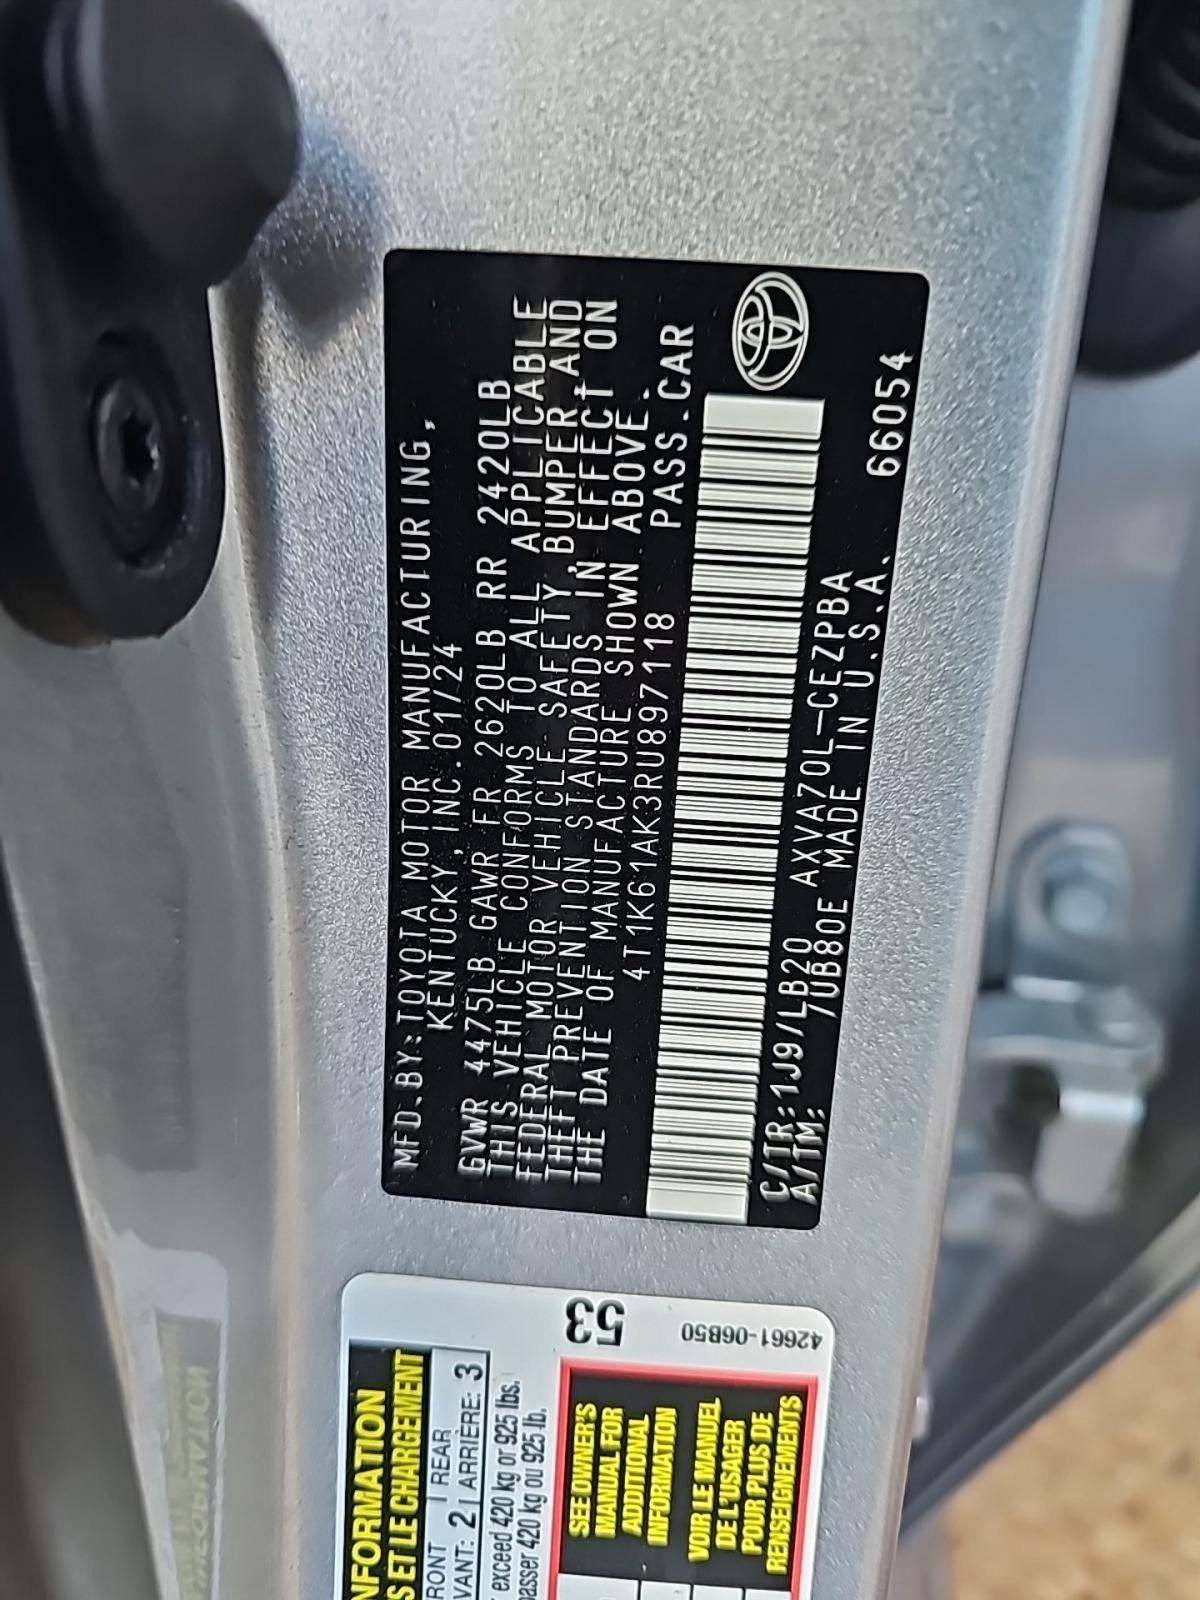 MFD.BY:TOYOTA MOTOR MANUFACTURING,
KENTUCKY,INC.01/24
GVWR 4475LB GAWR FR 2620LB RR 2420LB
THIS VEHICLE CONFORMS TO ALL APPLICABLE
FEDERAL MOTOR VEHICLE SAFETY,BUMPER,AND
THEFT PREVENTION STANDARDS IN EFFECT ON
THE DATE OF MANUFACTURE SHOWN ABOVE.
4T1K61AK3RU897118 PASS.CAR
C/TR:1J9/LB20 AXVA70L-CEZPBA
A/TM: 7UB80E MADE IN U.S.A. 66054
53
42661-06B50
NFORMATION
S ET LE CHARGEMENT
RONT REAR
VANT: 2 ARRIÈRE: 3
exceed 420 kg or 925 lbs.
passer 420 kg ou 925 lb.
SEE OWNER'S
MANUAL FOR
ADDITIONAL
INFORMATION
VOIR LE MANUEL
DE L'USAGER
POUR PLUS DE
RENSEIGNEMENTS